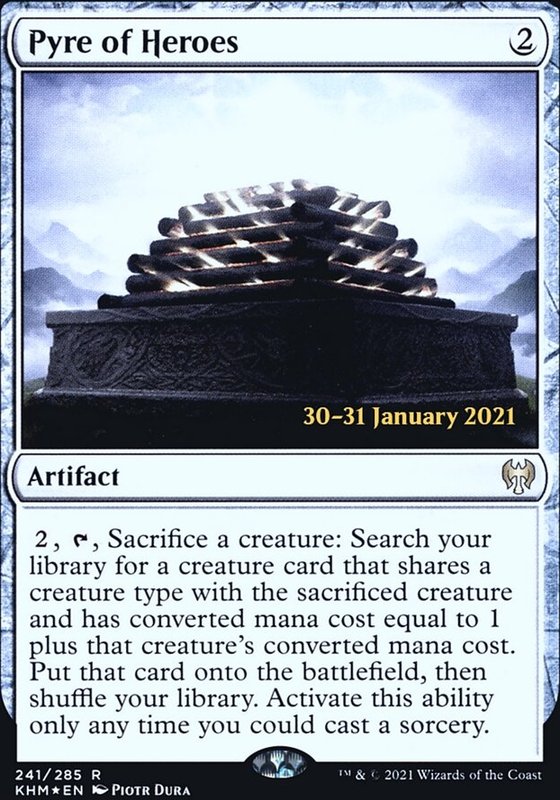 Pyre of Heroes 2
30–31 January 2021
Artifact
2, , Sacrifice a creature: Search your
library for a creature card that shares a
creature type with the sacrificed creature
and has converted mana cost equal to 1
plus that creature's converted mana cost.
Put that card onto the battlefield, then
shuffle your library. Activate this ability
only any time you could cast a sorcery.
241/285 R
KHM★EN Piotr Dura
™ & © 2021 Wizards of the Coast